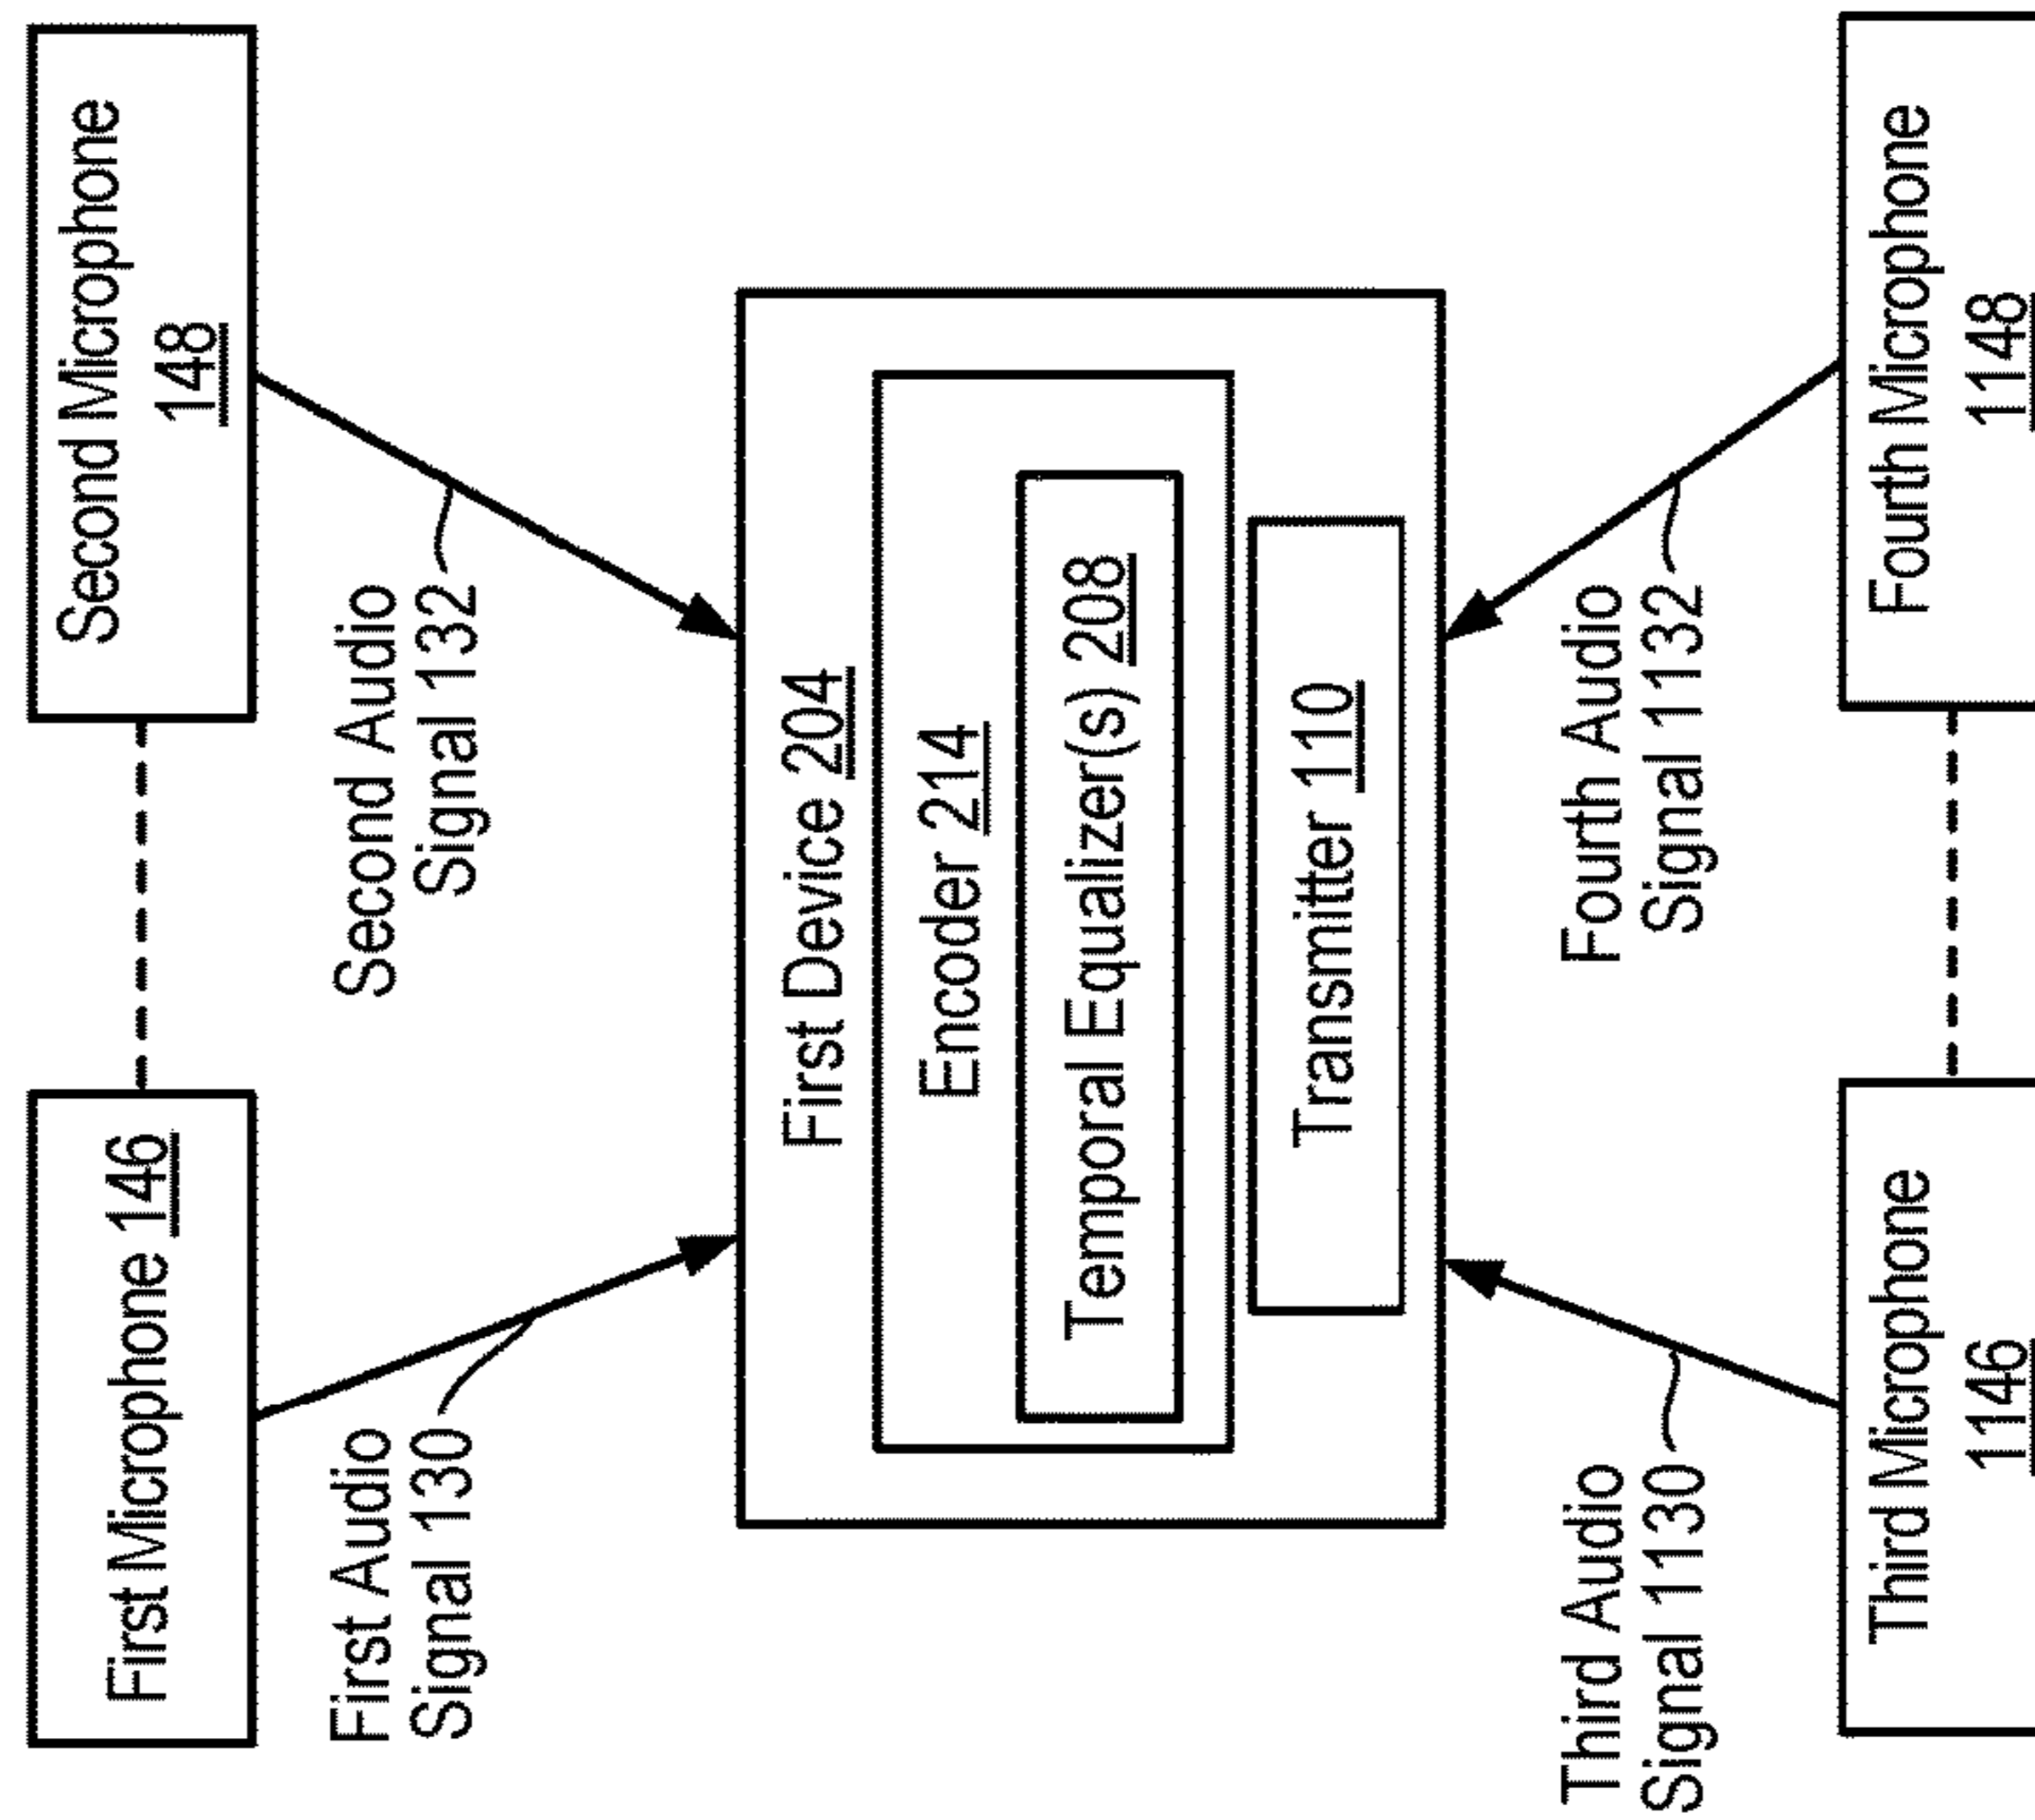 First Microphone 146
Second Microphone
148
First Audio
Signal 130
Second Audio
Signal 132
First Device 204
Encoder 214
Temporal Equalizer(s) 208
Transmitter 110
Third Audio
Signal 1130
Fourth Audio
Signal 1132
Third Microphone
1146
Fourth Microphone
1148